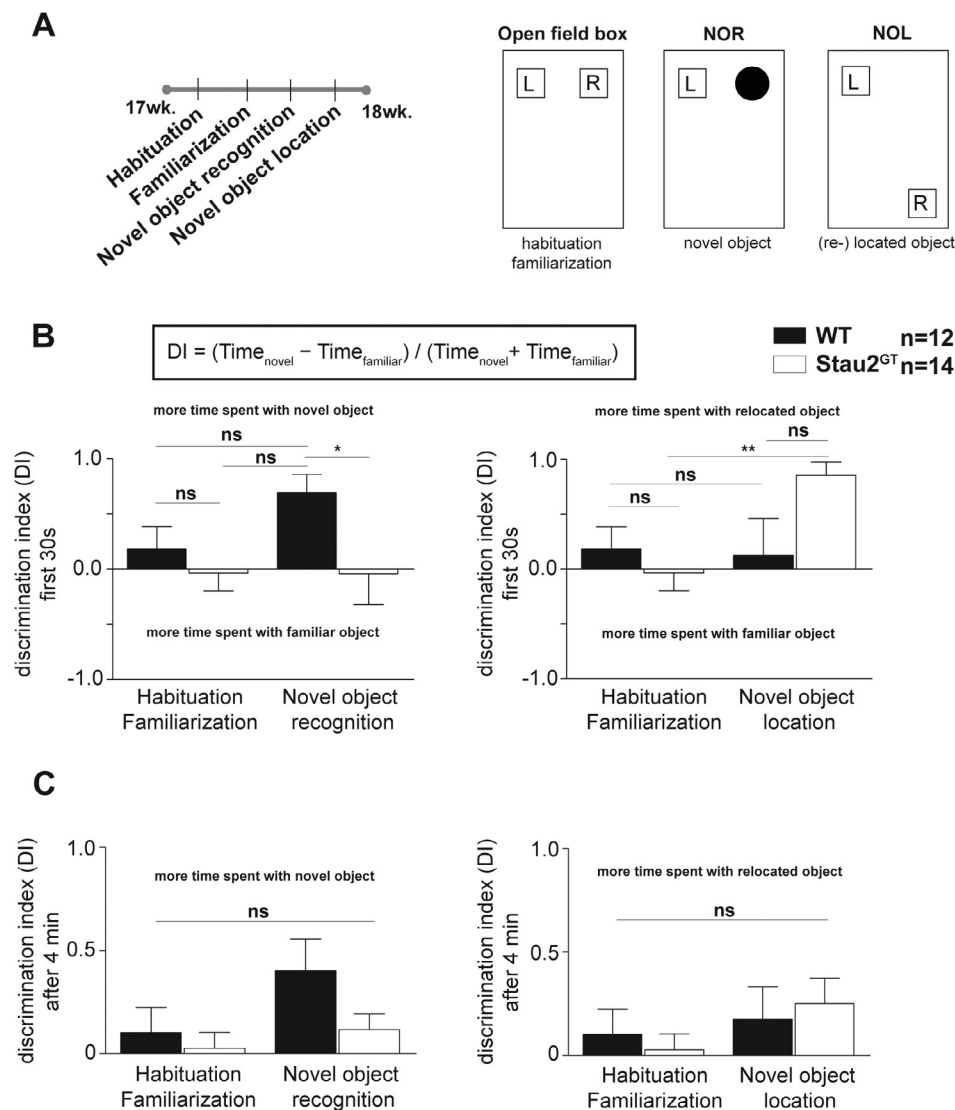 A
17wk.
18wk.
Habituation
Familiarization
Novel object recognition
Novel object location
Open field box
L R
habituation
familiarization
NOR
L
novel object
NOL
L
R
(re-) located object
B
DI = (Time_novel − Time_familiar) / (Time_novel + Time_familiar)
WT n=12
Stau2^GT n=14
more time spent with novel object
ns
ns *
ns
1.0
0.0
-1.0
discrimination index (DI)
first 30s
more time spent with familiar object
Habituation
Familiarization
Novel object
recognition
more time spent with relocated object
ns
**
ns
ns
1.0
0.0
-1.0
discrimination index (DI)
first 30s
more time spent with familiar object
Habituation
Familiarization
Novel object
location
C
1.0
0.5
0
discrimination index (DI)
after 4 min
more time spent with novel object
ns
Habituation
Familiarization
Novel object
recognition
1.0
0.5
0
discrimination index (DI)
after 4 min
more time spent with relocated object
ns
Habituation
Familiarization
Novel object
location